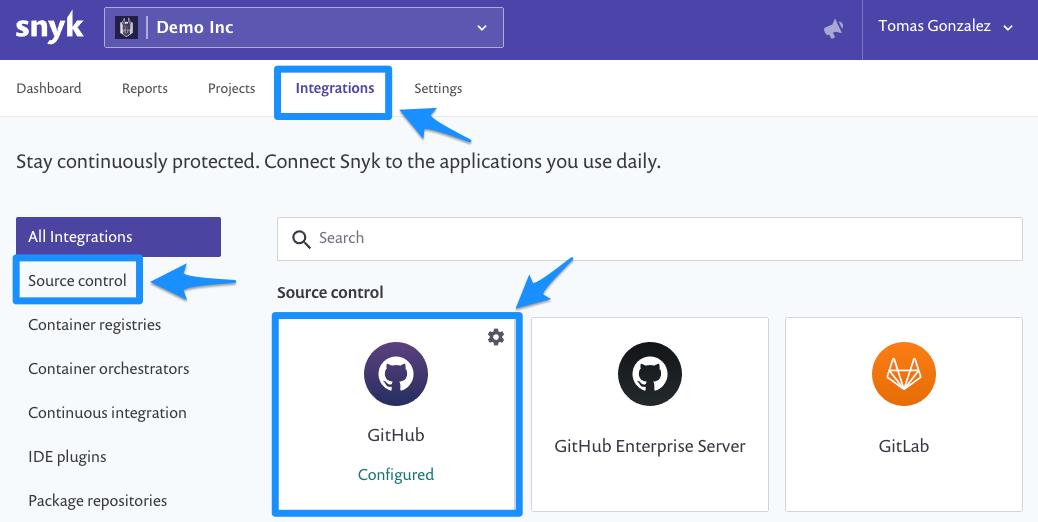 snyk
Demo Inc
Tomas Gonzalez
Dashboard
Reports
Projects
Integrations
Settings
Stay continuously protected. Connect Snyk to the applications you use daily.
All Integrations
Source control
Container registries
Container orchestrators
Continuous integration
IDE plugins
Package repositories
Search
Source control
GitHub
Configured
GitHub Enterprise Server
GitLab